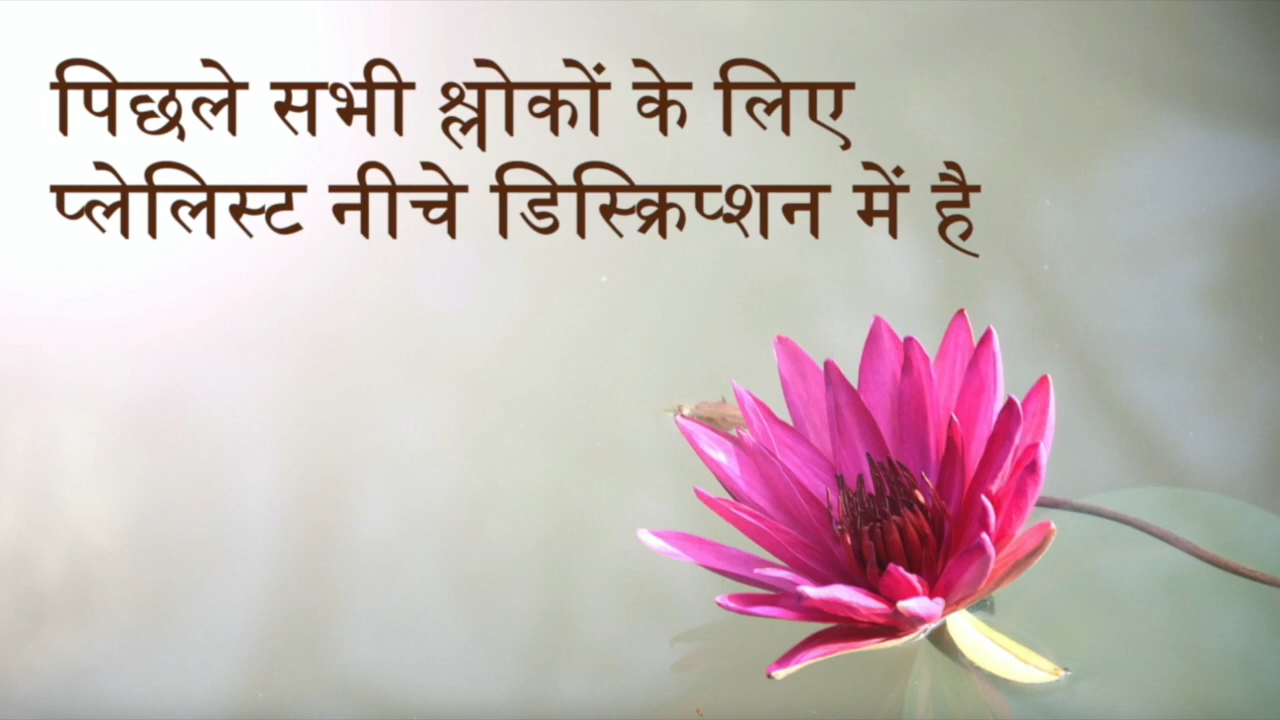 पिछले सभी श्लोकों के लिए
प्लेलिस्ट नीचे डिस्क्रिप्शन में है